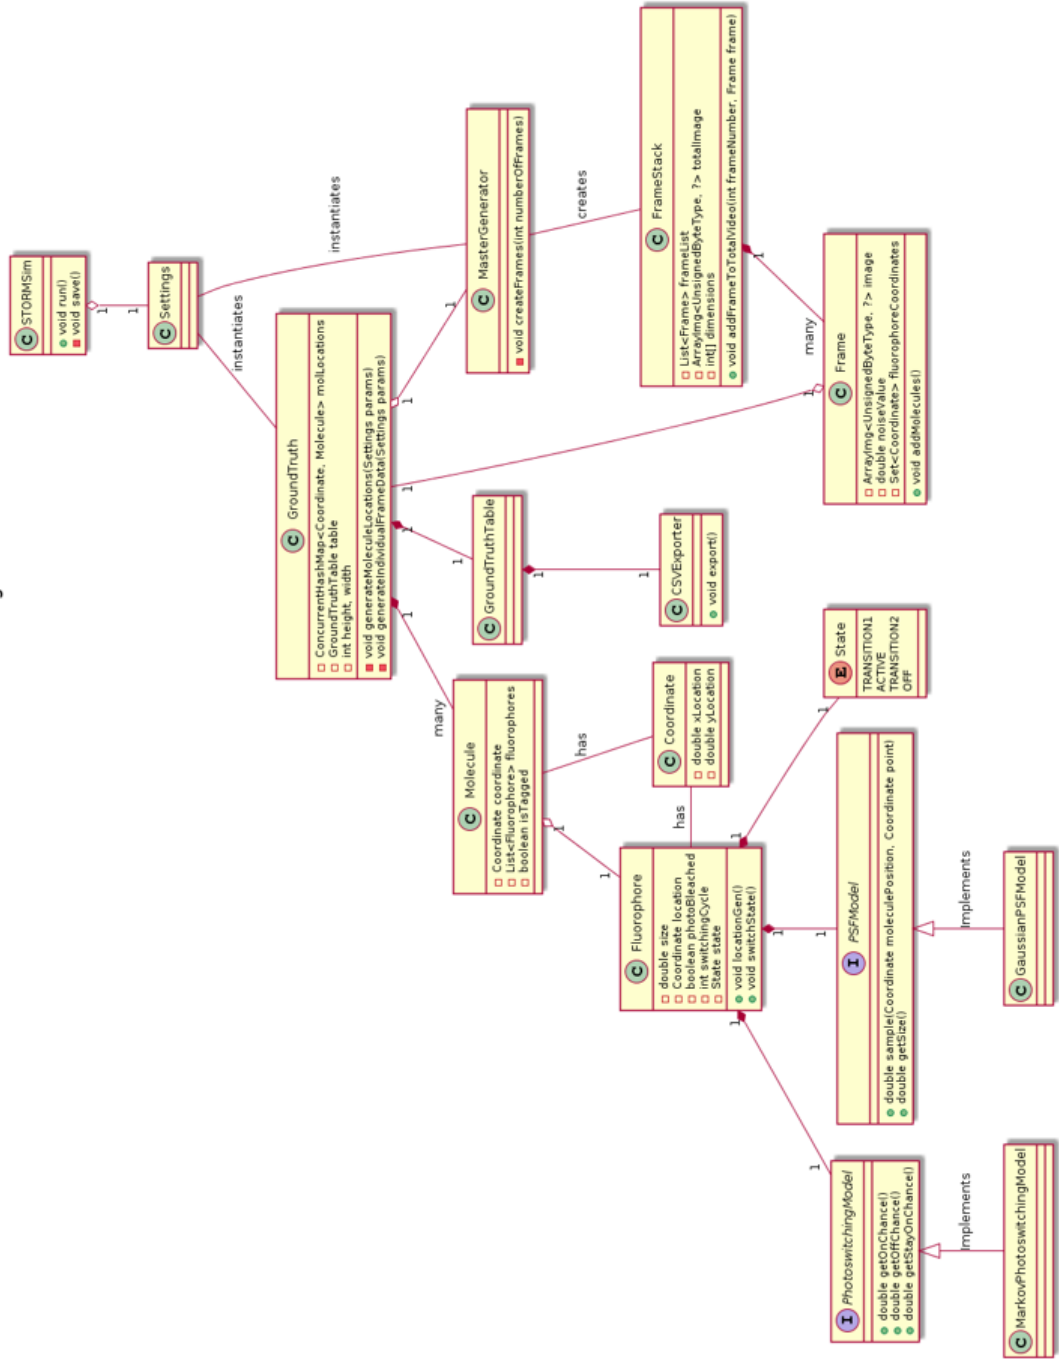 C STORMSim
void run()
void save()
1
1
C Settings
instantiates
instantiates
C GroundTruth
ConcurrentHashMap<Coordinate, Molecule> molLocations
GroundTruthTable table
int height, width
void generateMoleculeLocations(Settings params)
void generateIndividualFrameData(Settings params)
1
1
1
1
many
1
1
C MasterGenerator
void createFrames(int numberOfFrames)
creates
C FrameStack
List<Frame> frameList
ArrayImg<UnsignedByteType, ?> totalImage
int[] dimensions
void addFrameToTotalVideo(int frameNumber, Frame frame)
1
many
1
C Frame
ArrayImg<UnsignedByteType, ?> image
double noiseValue
Set<Coordinate> fluorophoreCoordinates
void addMolecules()
C GroundTruthTable
1
1
C CSVExporter
void export()
C Molecule
Coordinate coordinate
List<Fluorophore> fluorophores
boolean isTagged
1
1
has
C Coordinate
double xLocation
double yLocation
has
C Fluorophore
double size
Coordinate location
boolean photoBleached
int switchingCycle
State state
void locationGen()
void switchState()
1
1
1
1
1
1
E State
TRANSITION1
ACTIVE
TRANSITION2
OFF
I PSFModel
double sample(Coordinate moleculePosition, Coordinate point)
double getSize()
Implements
C GaussianPSFModel
I PhotoswitchingModel
double getOnChance()
double getOffChance()
double getStayOnChance()
Implements
C MarkovPhotoswitchingModel